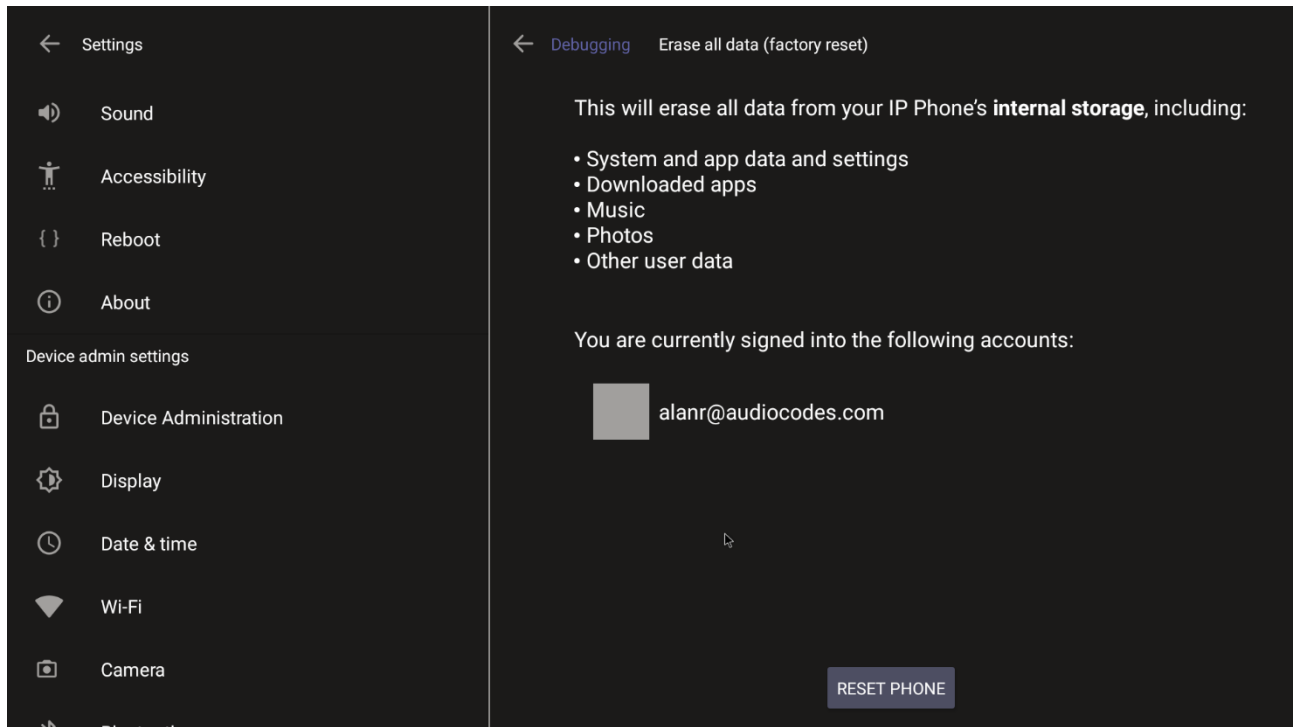 Settings
Sound
Accessibility
{ } Reboot
About
Device admin settings
Device Administration
Display
Date & time
Wi-Fi
Camera
Debugging Erase all data (factory reset)
This will erase all data from your IP Phone’s internal storage, including:
• System and app data and settings
• Downloaded apps
• Music
• Photos
• Other user data
You are currently signed into the following accounts:
alanr@audiocodes.com
RESET PHONE